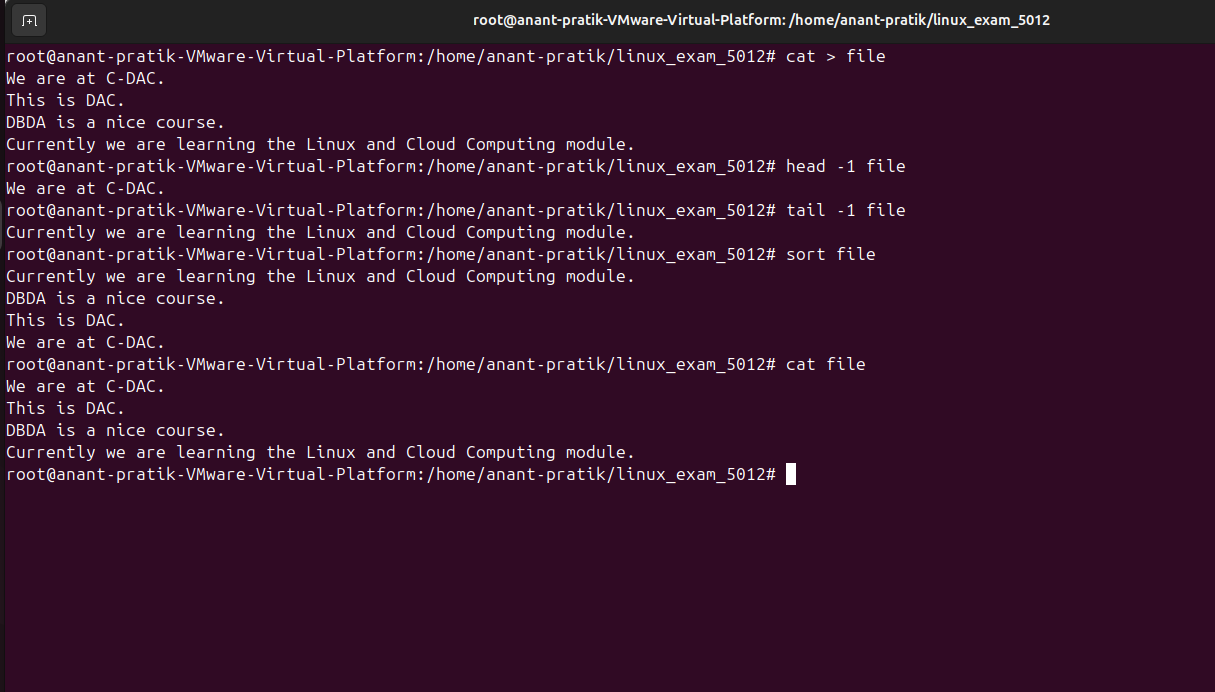 root@anant-pratik-VMware-Virtual-Platform: /home/anant-pratik/linux_exam_5012
root@anant-pratik-VMware-Virtual-Platform:/home/anant-pratik/linux_exam_5012# cat > file
We are at C-DAC.
This is DAC.
DBDA is a nice course.
Currently we are learning the Linux and Cloud Computing module.
root@anant-pratik-VMware-Virtual-Platform:/home/anant-pratik/linux_exam_5012# head -1 file
We are at C-DAC.
root@anant-pratik-VMware-Virtual-Platform:/home/anant-pratik/linux_exam_5012# tail -1 file
Currently we are learning the Linux and Cloud Computing module.
root@anant-pratik-VMware-Virtual-Platform:/home/anant-pratik/linux_exam_5012# sort file
Currently we are learning the Linux and Cloud Computing module.
DBDA is a nice course.
This is DAC.
We are at C-DAC.
root@anant-pratik-VMware-Virtual-Platform:/home/anant-pratik/linux_exam_5012# cat file
We are at C-DAC.
This is DAC.
DBDA is a nice course.
Currently we are learning the Linux and Cloud Computing module.
root@anant-pratik-VMware-Virtual-Platform:/home/anant-pratik/linux_exam_5012#